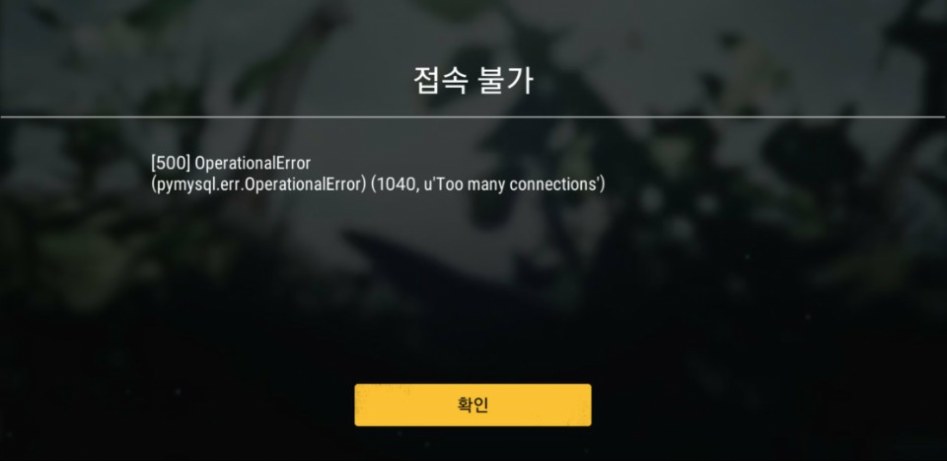 접속 불가
[500] OperationalError
(pymysql.err.OperationalError) (1040, u'Too many connections')
확인